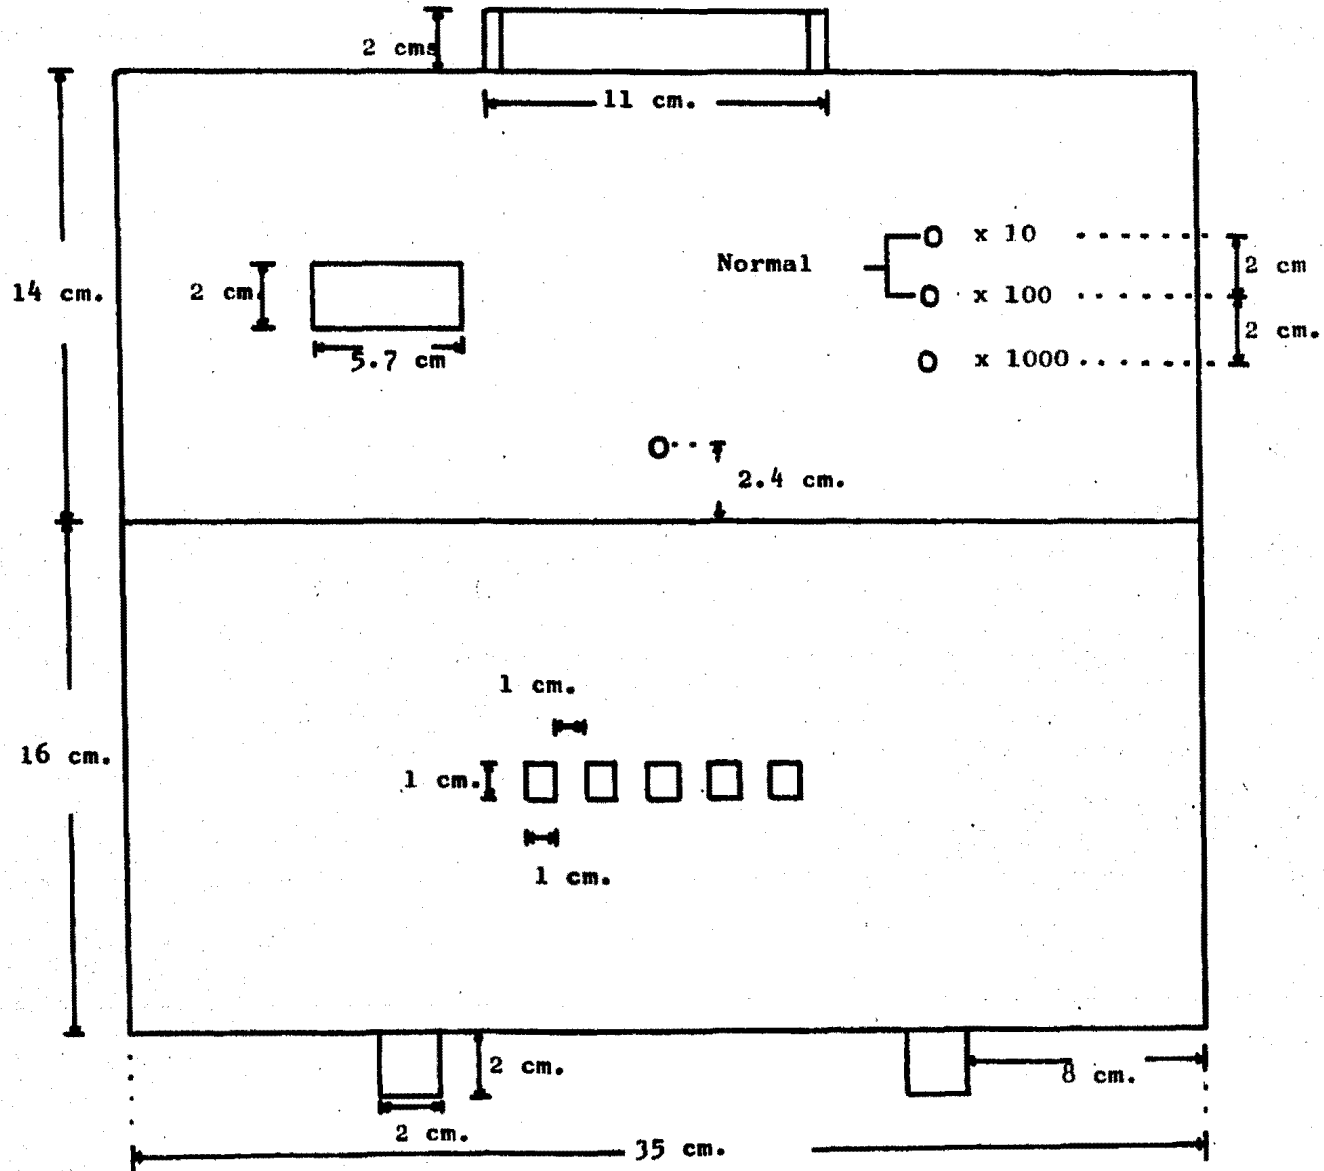 2 cms
11 cm.
x 10
Normal
2 cm
14 cm.
2 cm.
x 100
2 cm.
5.7 cm
x 1000
2.4 cm.
1 cm.
16 cm.
1 cm.
1 cm.
2 cm.
8 cm.
2 cm.
35 cm.